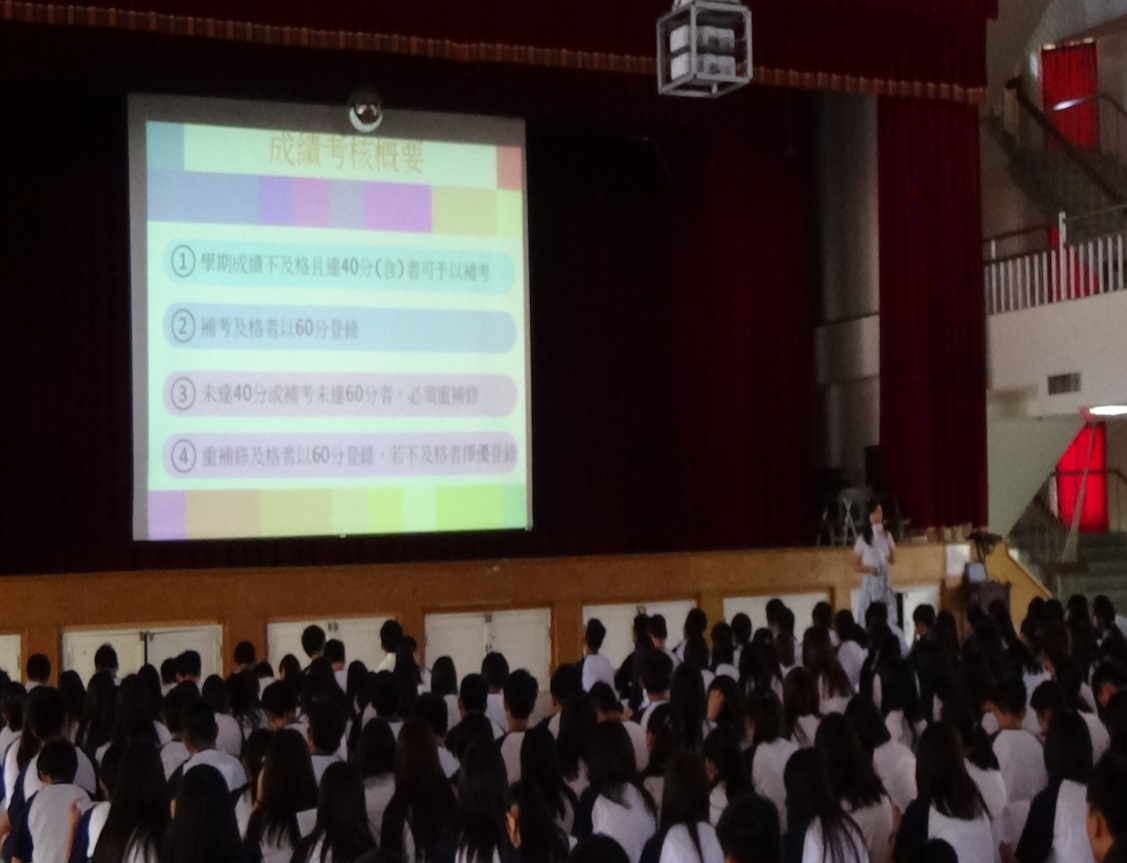 成績考核概要
①學期成績不及格且達40分(含)者可予以補考
②補考及格者以60分登錄
③未達40分或補考未達60分者，必須重補修
④重補修及格者以60分登錄，若不及格者擇優登錄